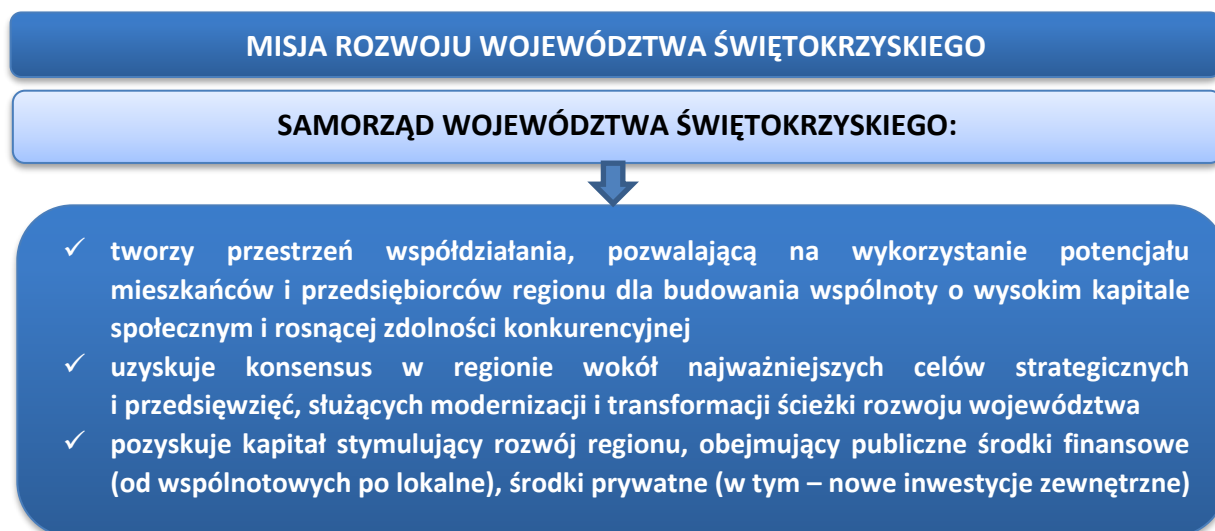 MISJA ROZWOJU WOJEWÓDZTWA ŚWIĘTOKRZYSKIEGO
SAMORZĄD WOJEWÓDZTWA ŚWIĘTOKRZYSKIEGO:
✓ tworzy przestrzeń współdziałania, pozwalającą na wykorzystanie potencjału
mieszkańców i przedsiębiorców regionu dla budowania wspólnoty o wysokim kapitale
społecznym i rosnącej zdolności konkurencyjnej
✓ uzyskuje konsensus w regionie wokół najważniejszych celów strategicznych
i przedsięwzięć, służących modernizacji i transformacji ścieżki rozwoju województwa
✓ pozyskuje kapitał stymulujący rozwój regionu, obejmujący publiczne środki finansowe
(od wspólnotowych po lokalne), środki prywatne (w tym – nowe inwestycje zewnętrzne)